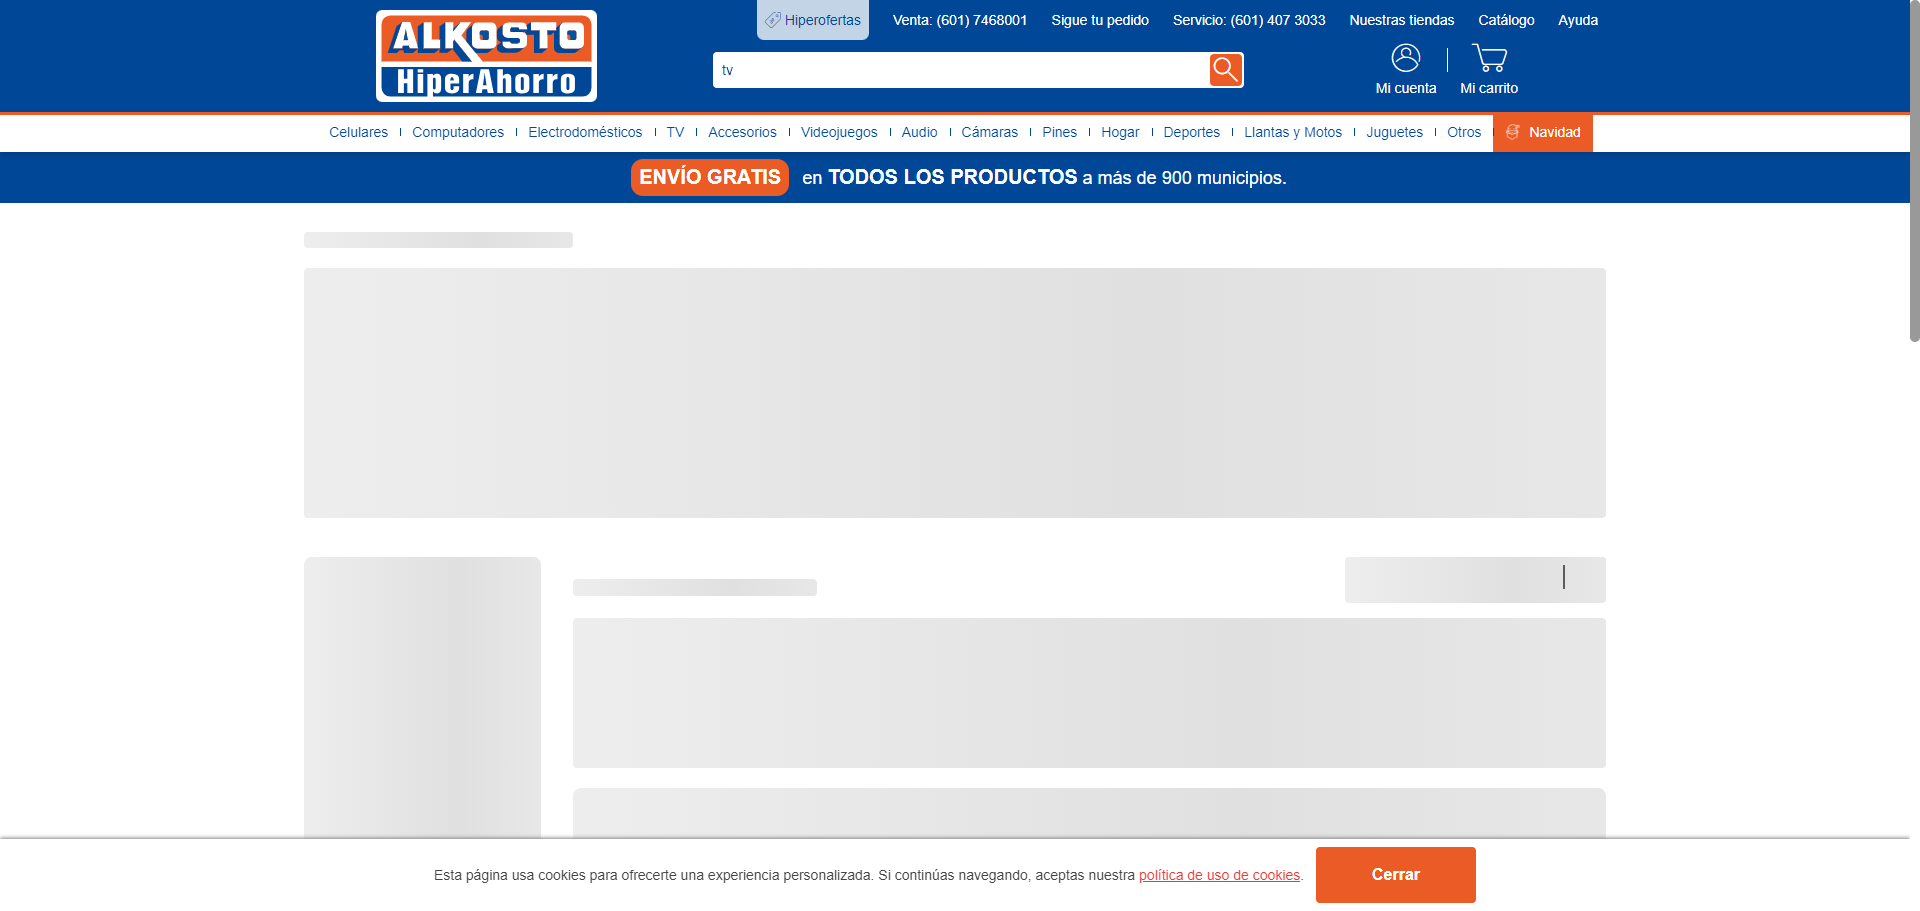 Hiperofertas Venta: (601) 7468001 Sigue tu pedido Servicio: (601) 407 3033 Nuestras tiendas Catálogo Ayuda
ALKOSTO
HiperAhorro
tv
Mi cuenta Mi carrito
Celulares Computadores Electrodomésticos TV Accesorios Videojuegos Audio Cámaras Pines Hogar Deportes Llantas y Motos Juguetes Otros Navidad
ENVÍO GRATIS en TODOS LOS PRODUCTOS a más de 900 municipios.
Esta página usa cookies para ofrecerte una experiencia personalizada. Si continúas navegando, aceptas nuestra política de uso de cookies. Cerrar